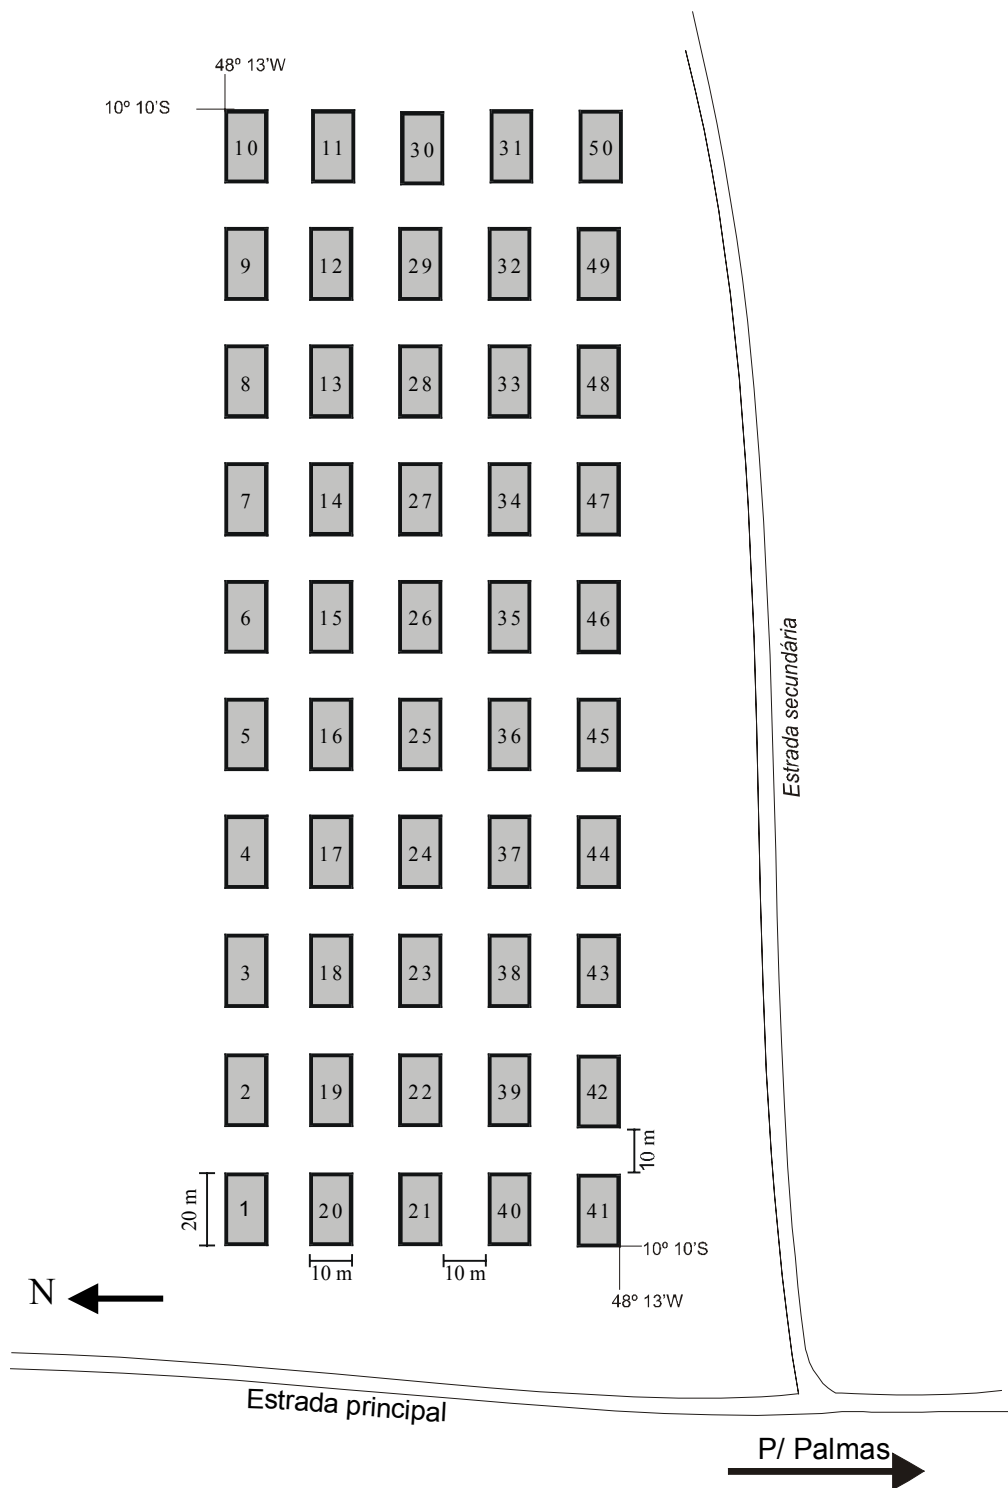 48º 13'W
10º 10'S
10 11 30 31 50
9 12 29 32 49
8 13 28 33 48
7 14 27 34 47
6 15 26 35 46
Estrada secundária
5 16 25 36 45
4 17 24 37 44
3 18 23 38 43
2 19 22 39 42
10 m
20 m
1 20 21 40 41
10º 10'S
10 m 10 m
N
48º 13'W
Estrada principal
P/ Palmas